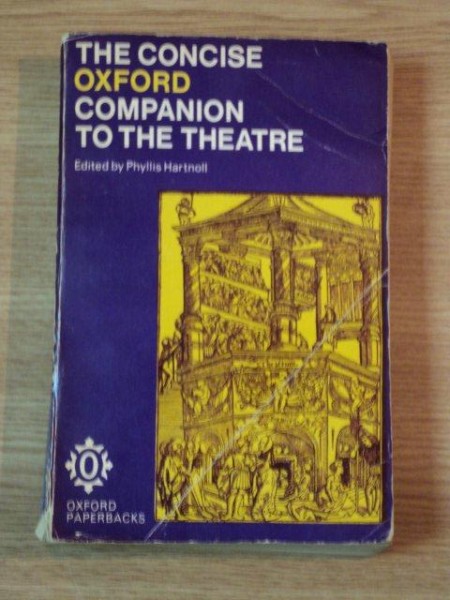 THE CONCISE
OXFORD
COMPANION
TO THE THEATRE
Edited by Phyllis Hartnoll
O
OXFORD
PAPERBACKS